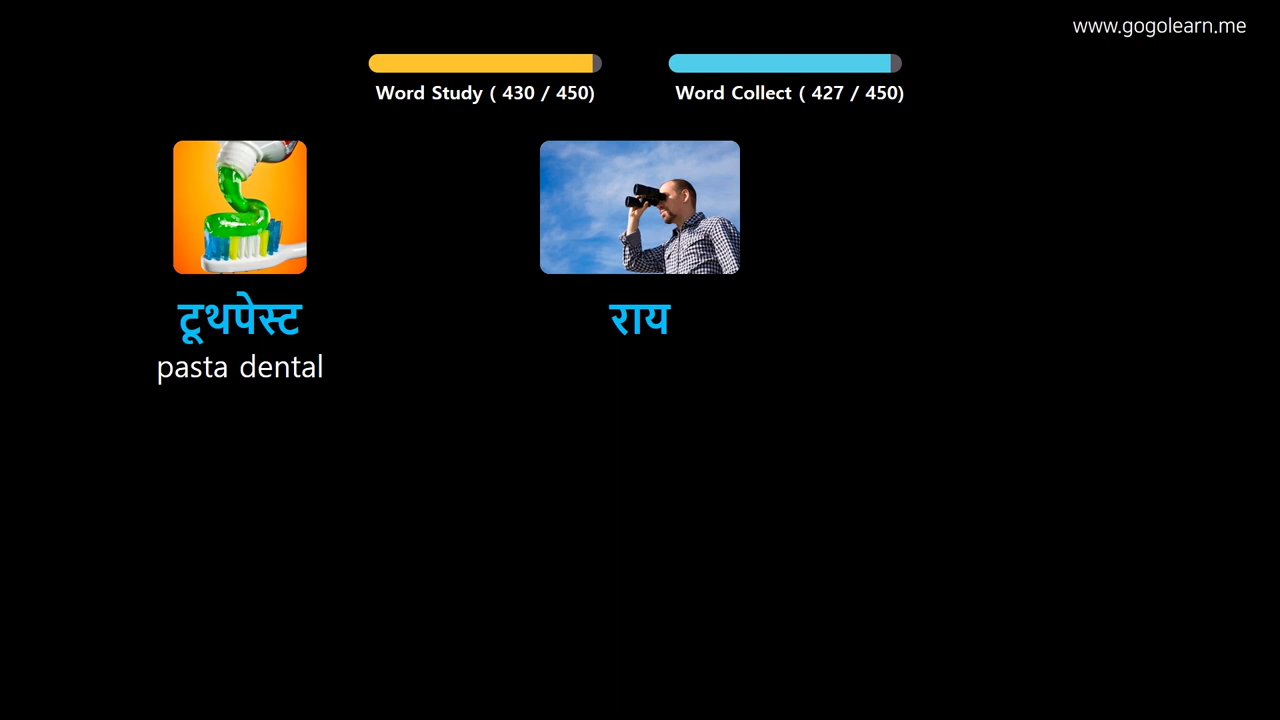 www.gogolearn.me
Word Study ( 430 / 450)
Word Collect ( 427 / 450)
टूथपेस्ट
pasta dental
राय